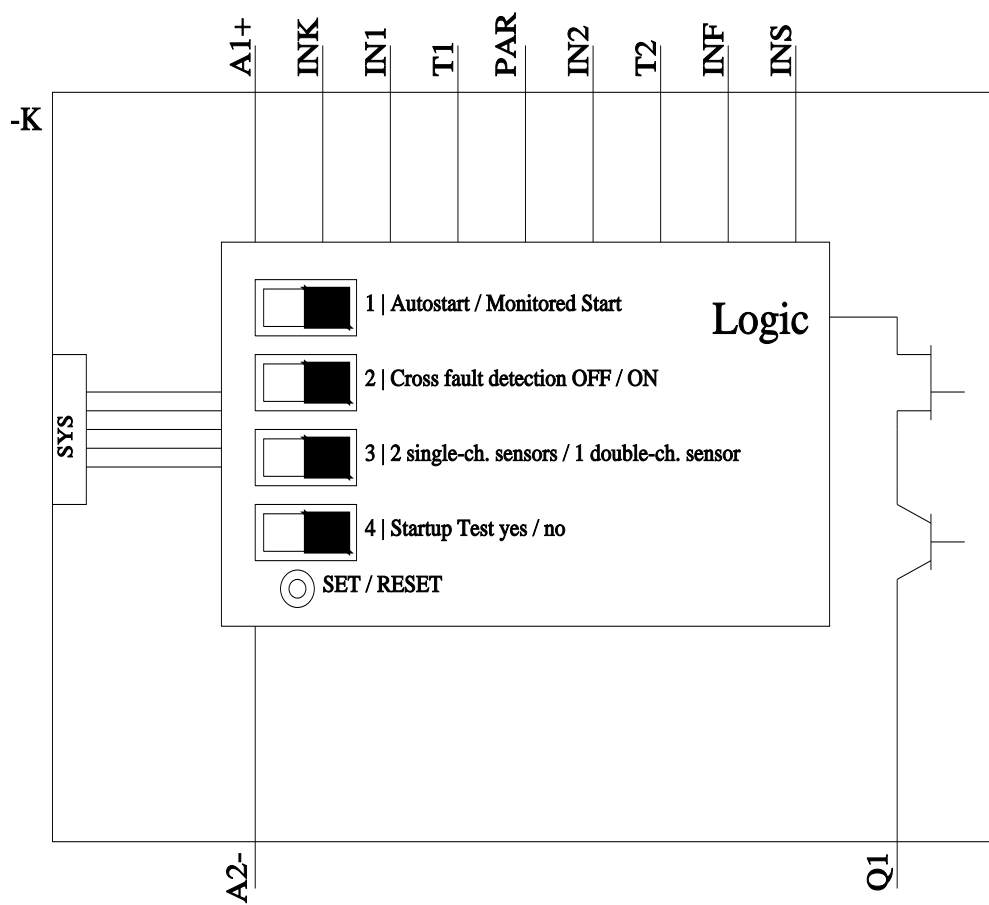 A1+
INK
IN1
T1
PAR
IN2
T2
INF
INS
-K
1 | Autostart / Monitored Start
Logic
2 | Cross fault detection OFF / ON
SYS
3 | 2 single-ch. sensors / 1 double-ch. sensor
4 | Startup Test yes / no
SET / RESET
A2-
Q1